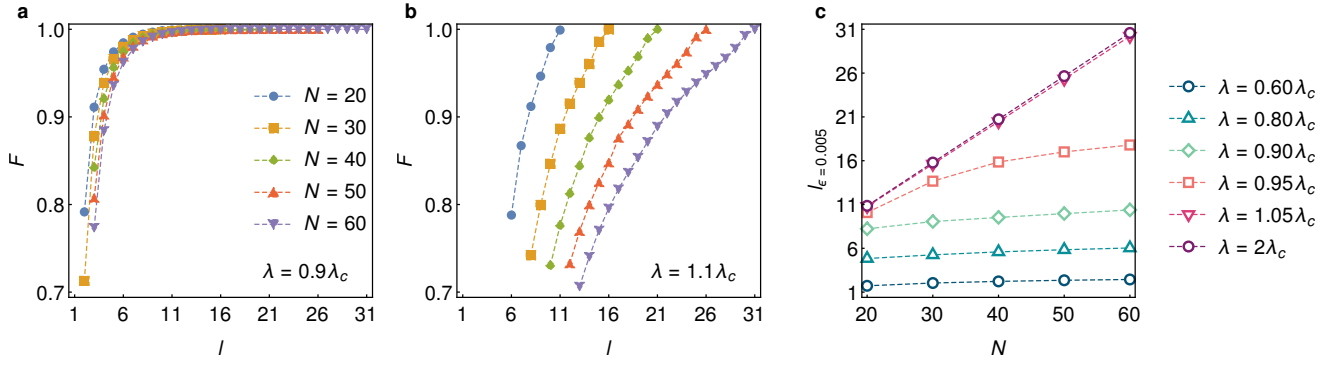 a
1.0
0.9
0.8
0.7
F
1 6 11 16 21 26 31
l
N = 20
N = 30
N = 40
N = 50
N = 60
λ = 0.9λc
b
1.0
0.9
0.8
0.7
F
1 6 11 16 21 26 31
l
λ = 1.1λc
c
31
26
21
16
11
6
1
lϵ = 0.005
20 30 40 50 60
N
λ = 0.60λc
λ = 0.80λc
λ = 0.90λc
λ = 0.95λc
λ = 1.05λc
λ = 2λc